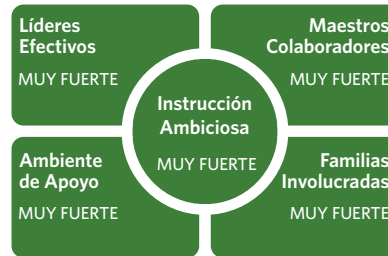 Líderes
Efectivos
MUY FUERTE
Maestros
Colaboradores
MUY FUERTE
Instrucción
Ambiciosa
MUY FUERTE
Ambiente
de Apoyo
MUY FUERTE
Familias
Involucradas
MUY FUERTE